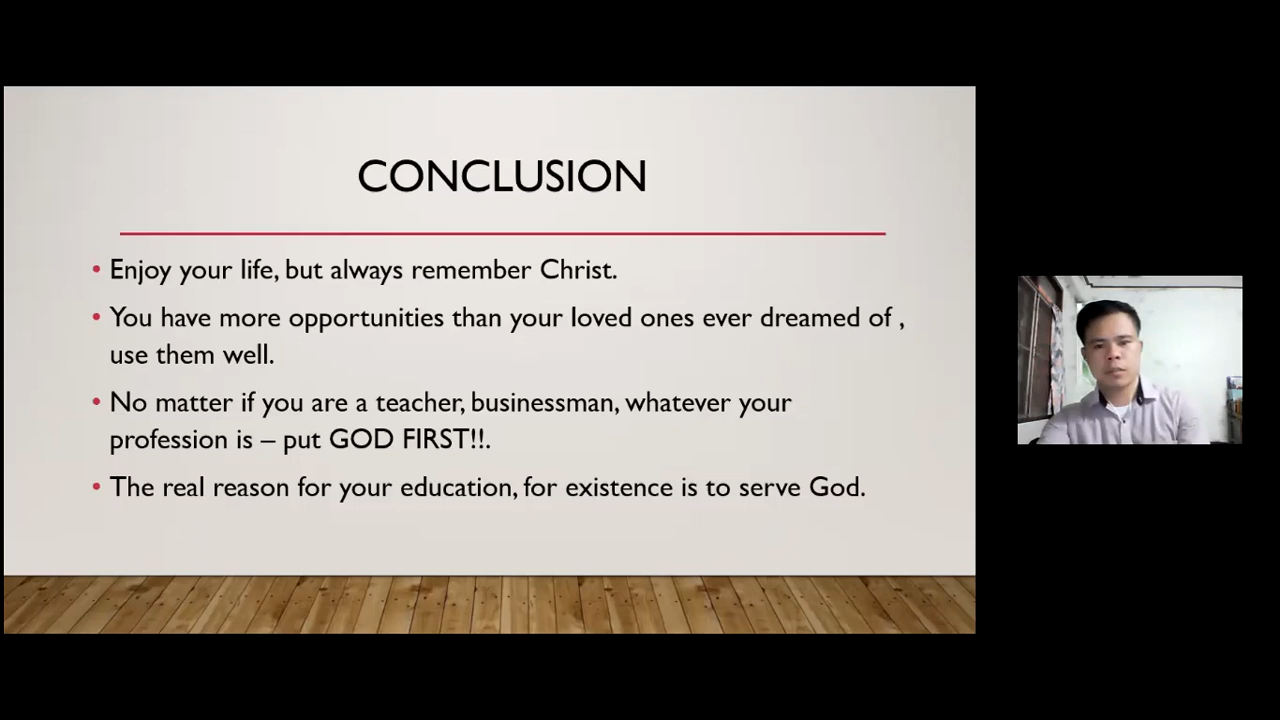 CONCLUSION
• Enjoy your life, but always remember Christ.
• You have more opportunities than your loved ones ever dreamed of ,
use them well.
• No matter if you are a teacher, businessman, whatever your
profession is – put GOD FIRST!!.
• The real reason for your education, for existence is to serve God.